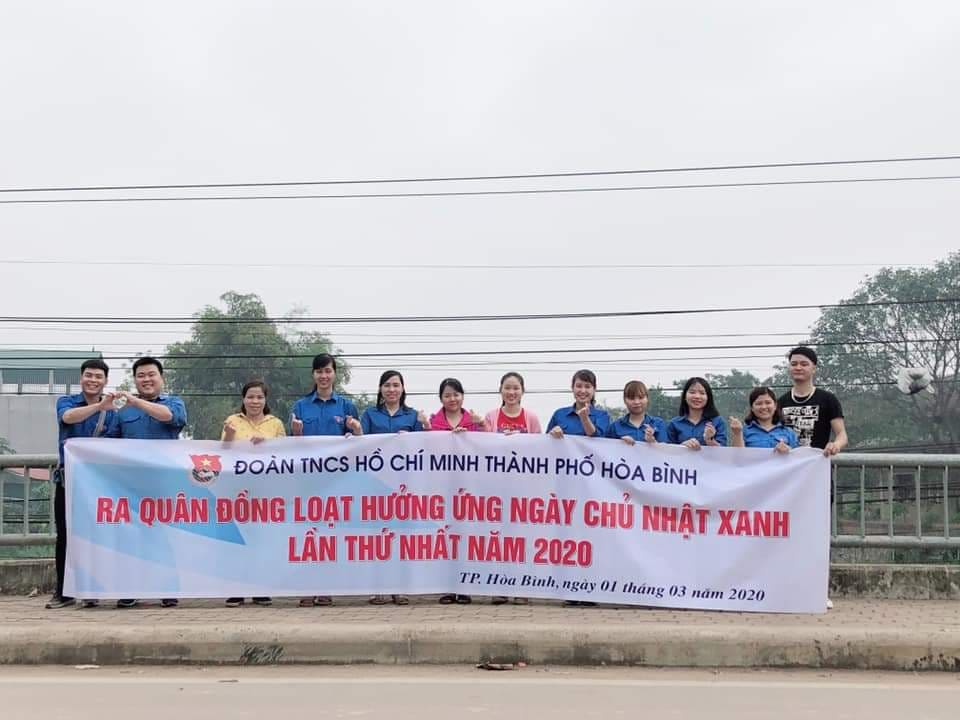 ĐOÀN TNCS HỒ CHÍ MINH THÀNH PHỐ HÒA BÌNH
RA QUÂN ĐỒNG LOẠT HƯỞNG ỨNG NGÀY CHỦ NHẬT XANH
LẦN THỨ NHẤT NĂM 2020
TP. Hòa Bình, ngày 01 tháng 03 năm 2020